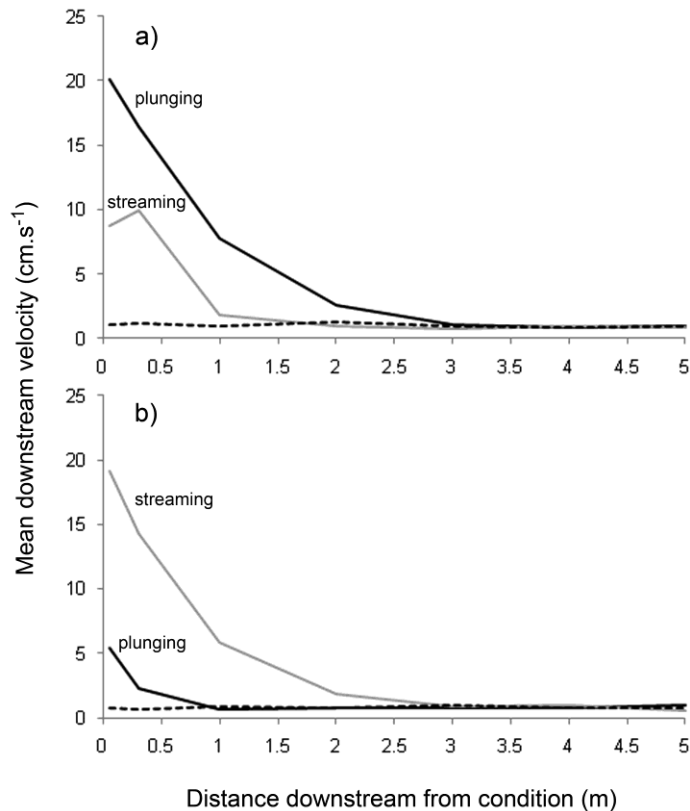 25
a)
20
plunging
15
streaming
10
5
0
0 0.5 1 1.5 2 2.5 3 3.5 4 4.5 5
25
b)
20
streaming
15
10
plunging
5
0
0 0.5 1 1.5 2 2.5 3 3.5 4 4.5 5
Mean downstream velocity (cm.s⁻¹)
Distance downstream from condition (m)